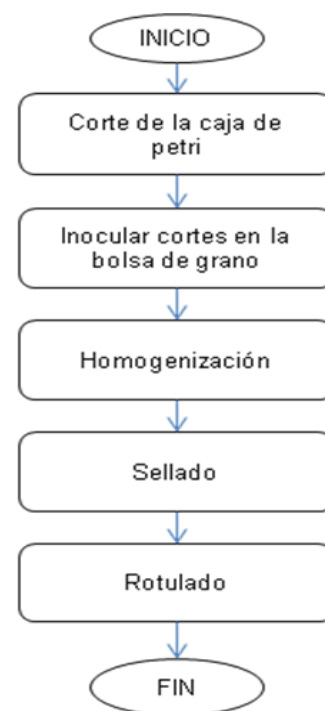 INICIO
Corte de la caja de
petri
Inocular cortes en la
bolsa de grano
Homogenización
Sellado
Rotulado
FIN